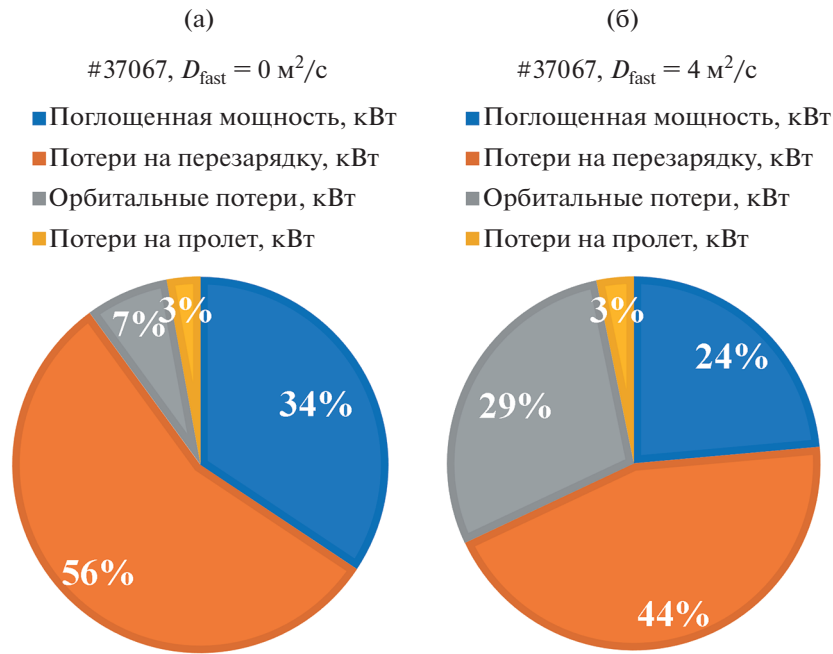 (а)
#37067, D_fast = 0 м²/с
Поглощенная мощность, кВт
Потери на перезарядку, кВт
Орбитальные потери, кВт
Потери на пролет, кВт
7%
3%
34%
56%
(б)
#37067, D_fast = 4 м²/с
Поглощенная мощность, кВт
Потери на перезарядку, кВт
Орбитальные потери, кВт
Потери на пролет, кВт
3%
24%
29%
44%